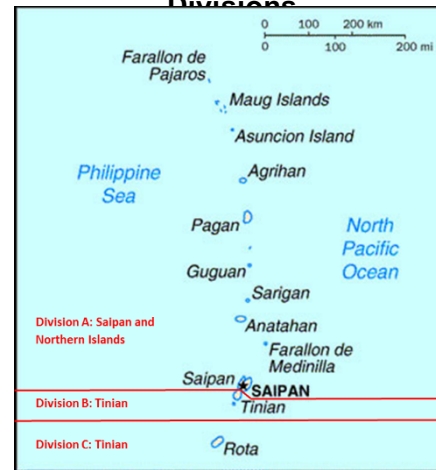 Divisions
0 100 200 km
0 100 200 mi
Farallon de
Pajaros
Maug Islands
Asuncion Island
Philippine
Sea
Agrihan
Pagan
North
Pacific
Ocean
Guguan
Sarigan
Division A: Saipan and
Northern Islands
Anatahan
Farallon de
Medinilla
Saipan
SAIPAN
Division B: Tinian
Tinian
Division C: Tinian
Rota